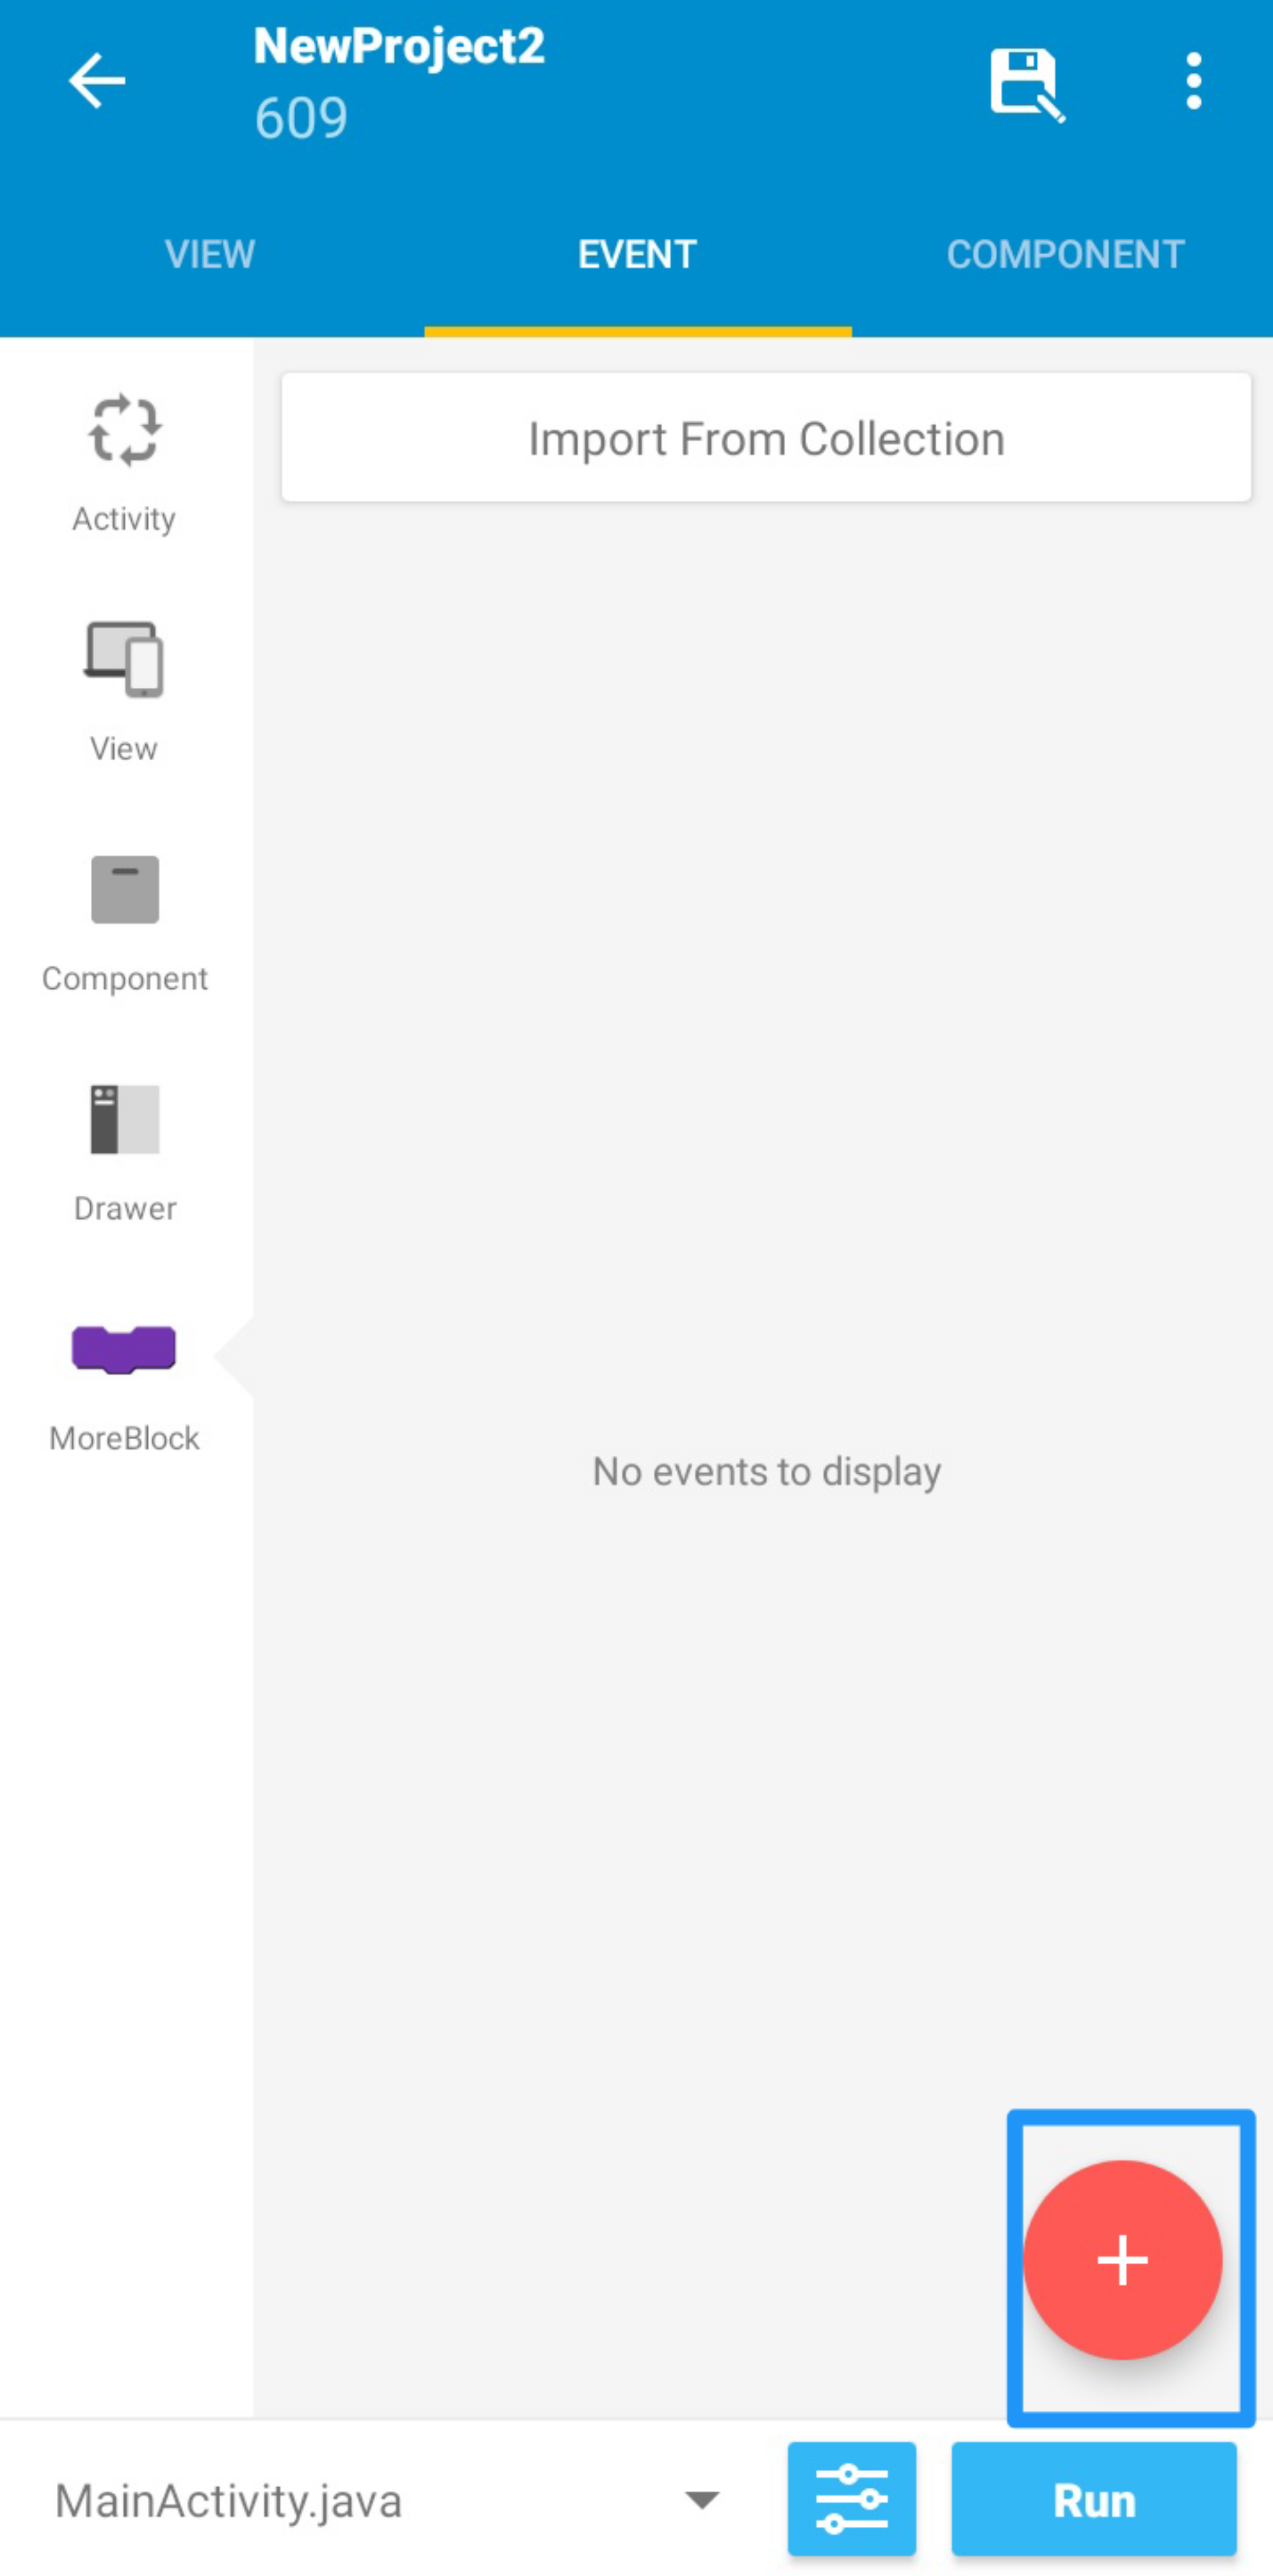 NewProject2
609
VIEW
EVENT
COMPONENT
Import From Collection
Activity
View
Component
Drawer
MoreBlock
No events to display
MainActivity.java
Run